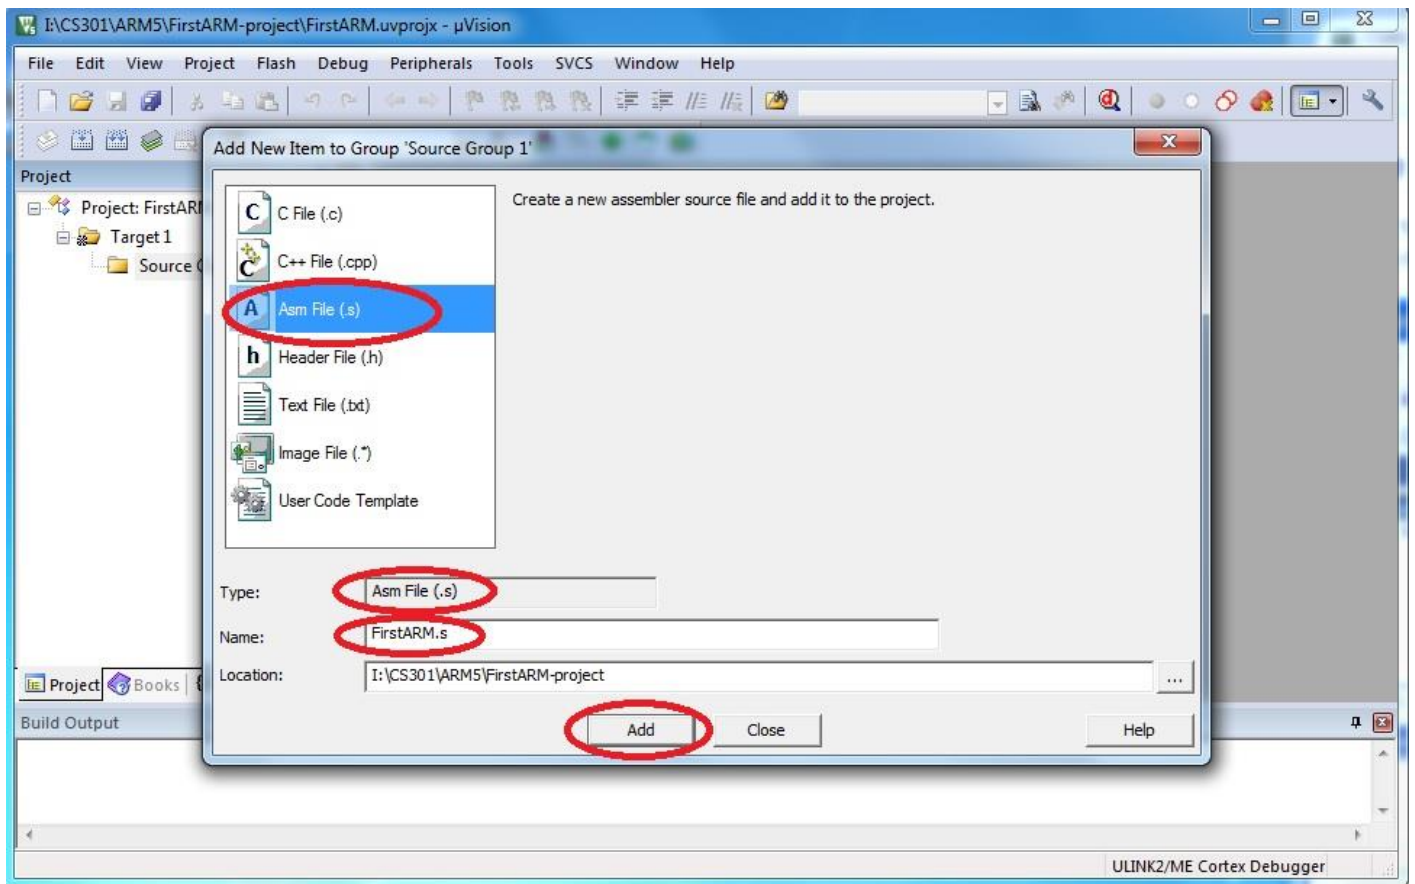 I:\CS301\ARM5\FirstARM-project\FirstARM.uvprojx - µVision
File Edit View Project Flash Debug Peripherals Tools SVCS Window Help
Add New Item to Group 'Source Group 1'
Project
Project: FirstAR
Target 1
Source
C File (.c)
C++ File (.cpp)
Asm File (.s)
Header File (.h)
Text File (.txt)
Image File (.*)
User Code Template
Create a new assembler source file and add it to the project.
Type: Asm File (.s)
Name: FirstARM.s
Location: I:\CS301\ARM5\FirstARM-project ...
Add Close Help
Project Books
Build Output
ULINK2/ME Cortex Debugger